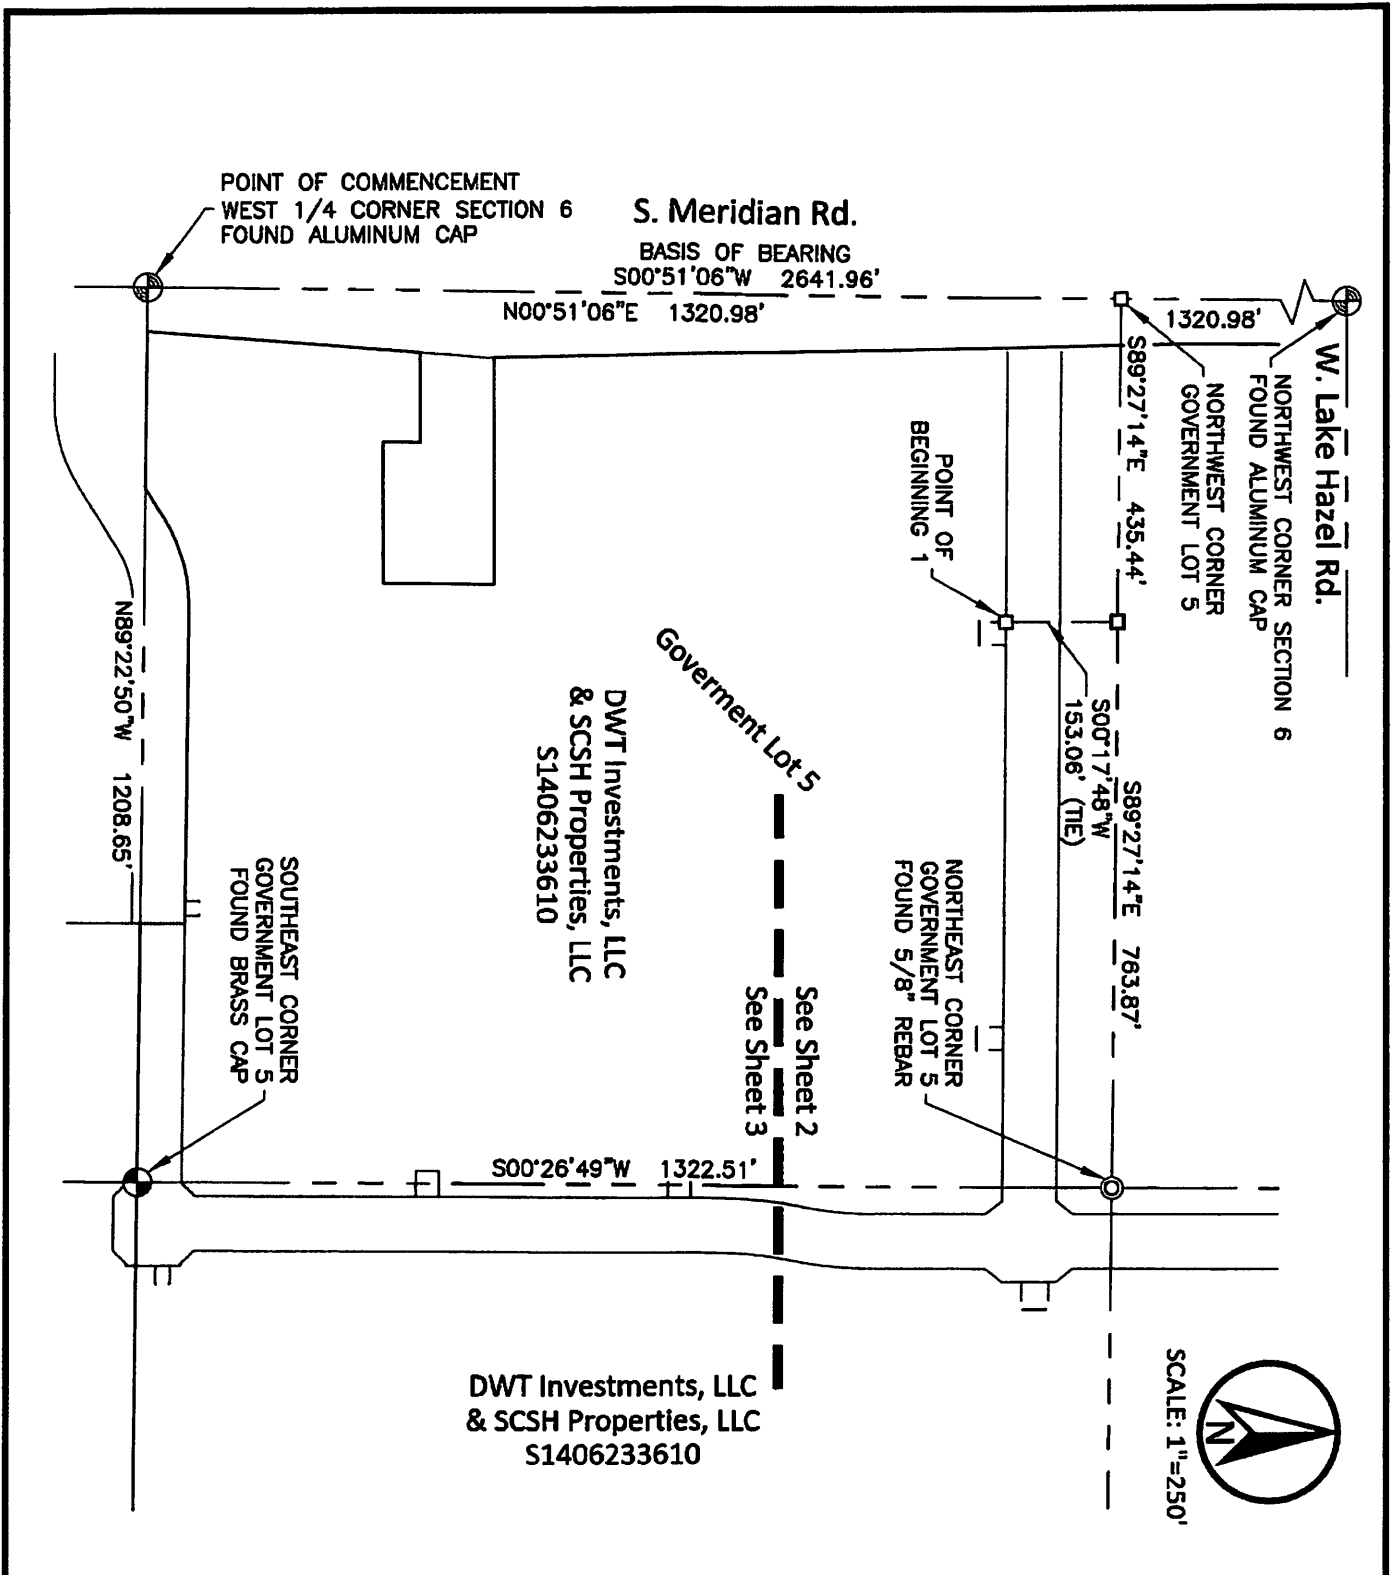 POINT OF COMMENCEMENT
WEST 1/4 CORNER SECTION 6
FOUND ALUMINUM CAP
S. Meridian Rd.
BASIS OF BEARING
S00°51'06"W 2641.96'
N00°51'06"E 1320.98'
1320.98'
W. Lake Hazel Rd.
NORTHWEST CORNER SECTION 6
FOUND ALUMINUM CAP
NORTHWEST CORNER
GOVERNMENT LOT 5
S89°27'14"E 435.44'
POINT OF
BEGINNING 1
S00°17'48"W
153.06' (TIE)
S89°27'14"E 763.87'
Goverment Lot 5
DWT Investments, LLC
& SCSH Properties, LLC
S1406233610
N89°22'50"W 1208.65'
NORTHEAST CORNER
GOVERNMENT LOT 5
FOUND 5/8" REBAR
See Sheet 2
See Sheet 3
SOUTHEAST CORNER
GOVERNMENT LOT 5
FOUND BRASS CAP
S00°26'49"W 1322.51'
DWT Investments, LLC
& SCSH Properties, LLC
S1406233610
N
SCALE: 1"=250'